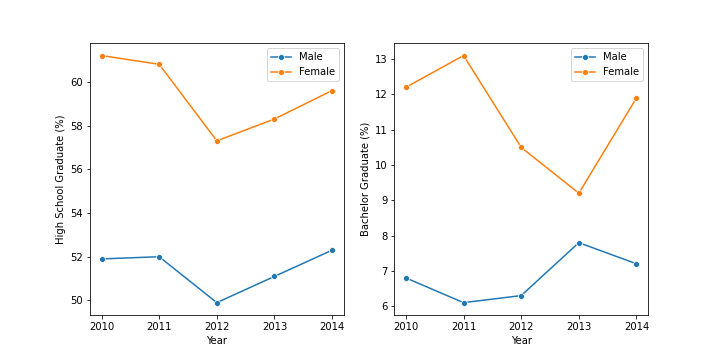 High School Graduate (%)
60
58
56
54
52
50
2010 2011 2012 2013 2014
Year
Male
Female
Bachelor Graduate (%)
13
12
11
10
9
8
7
6
2010 2011 2012 2013 2014
Year
Male
Female